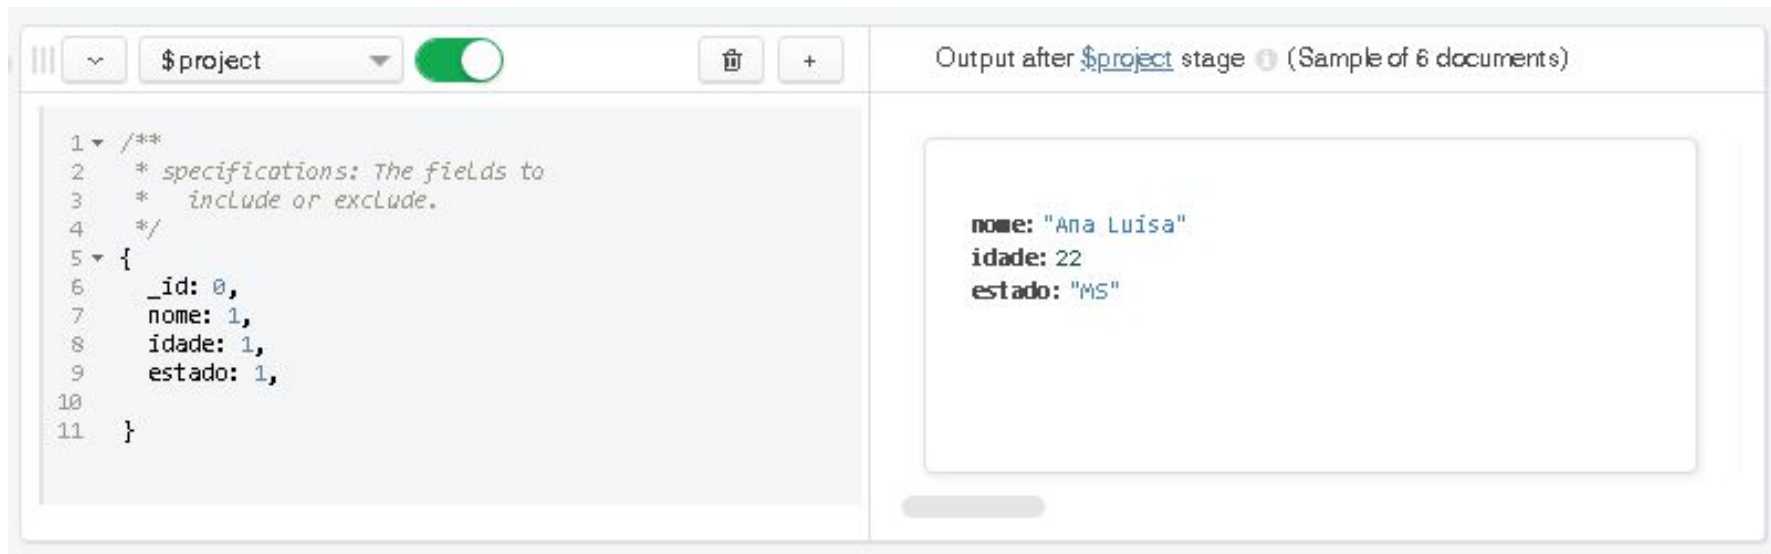 $project
Output after $project stage (Sample of 6 documents)
1 /**
2 * specifications: The fields to
3 * include or exclude.
4 */
5 {
6 _id: 0,
7 nome: 1,
8 idade: 1,
9 estado: 1,
10
11 }
nome: "Ana Luísa"
idade: 22
estado: "MS"